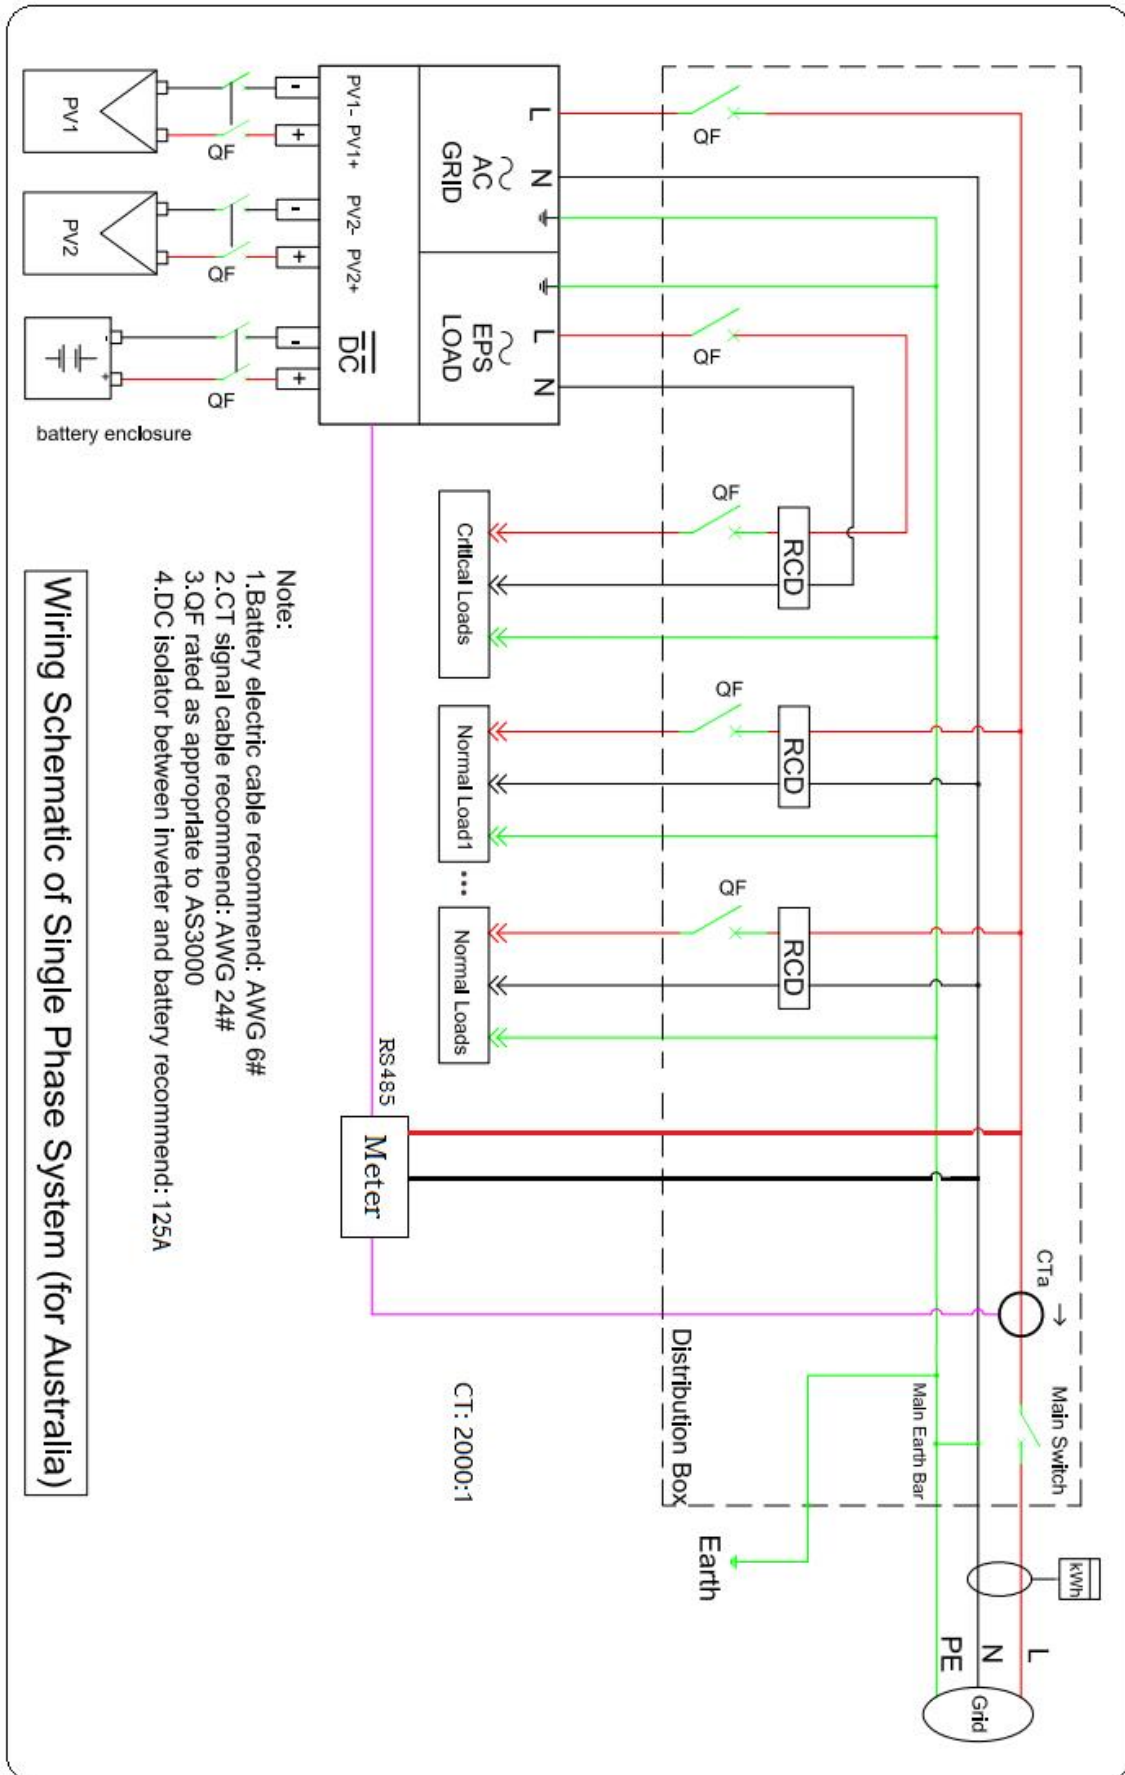 L
N
PE
Grid
kWh
Main Switch
Main Earth Bar
Earth
CTa
Distribution Box
CT: 2000:1
QF
QF
QF
QF
QF
RCD
RCD
RCD
L
N
L
N
AC
GRID
EPS
LOAD
DC
PV1- PV1+
PV2- PV2+
-
+
-
+
-
+
QF
QF
QF
PV1
PV2
-
+
battery enclosure
Critical Loads
Normal Load1
...
Normal Loads
RS485
Meter
Note:
1.Battery electric cable recommend: AWG 6#
2.CT signal cable recommend: AWG 24#
3.QF rated as appropriate to AS3000
4.DC isolator between inverter and battery recommend: 125A
Wiring Schematic of Single Phase System (for Australia)